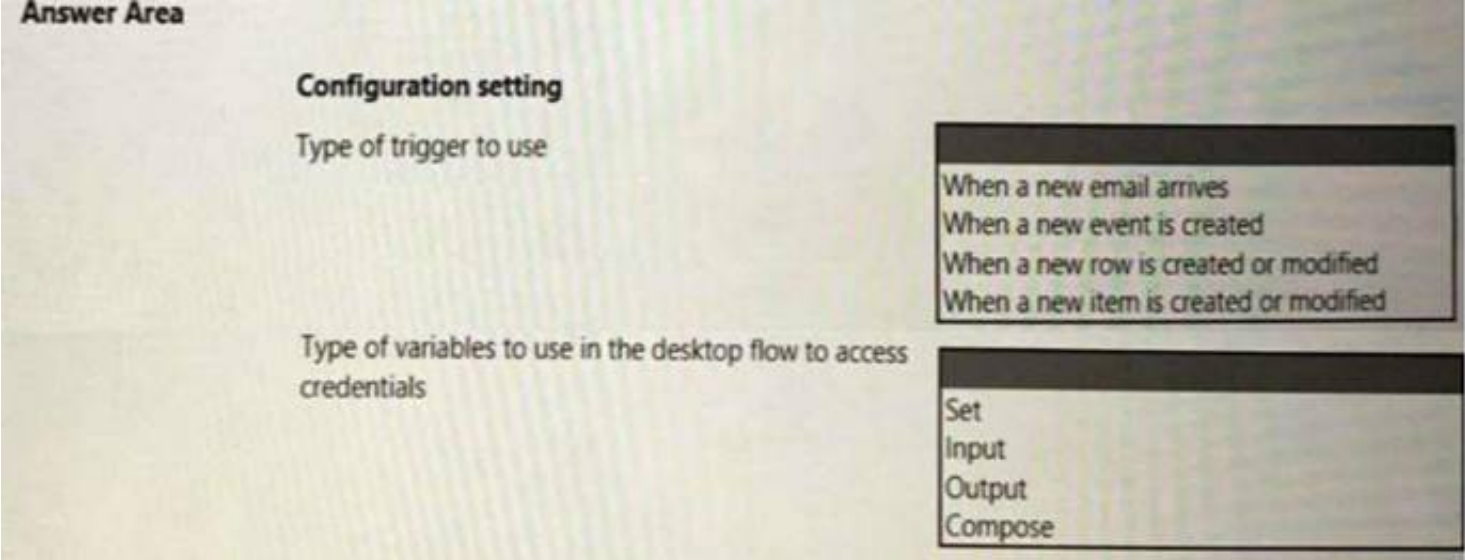 Answer Area
Configuration setting
Type of trigger to use
When a new email arrives
When a new event is created
When a new row is created or modified
When a new item is created or modified
Type of variables to use in the desktop flow to access
credentials
Set
Input
Output
Compose